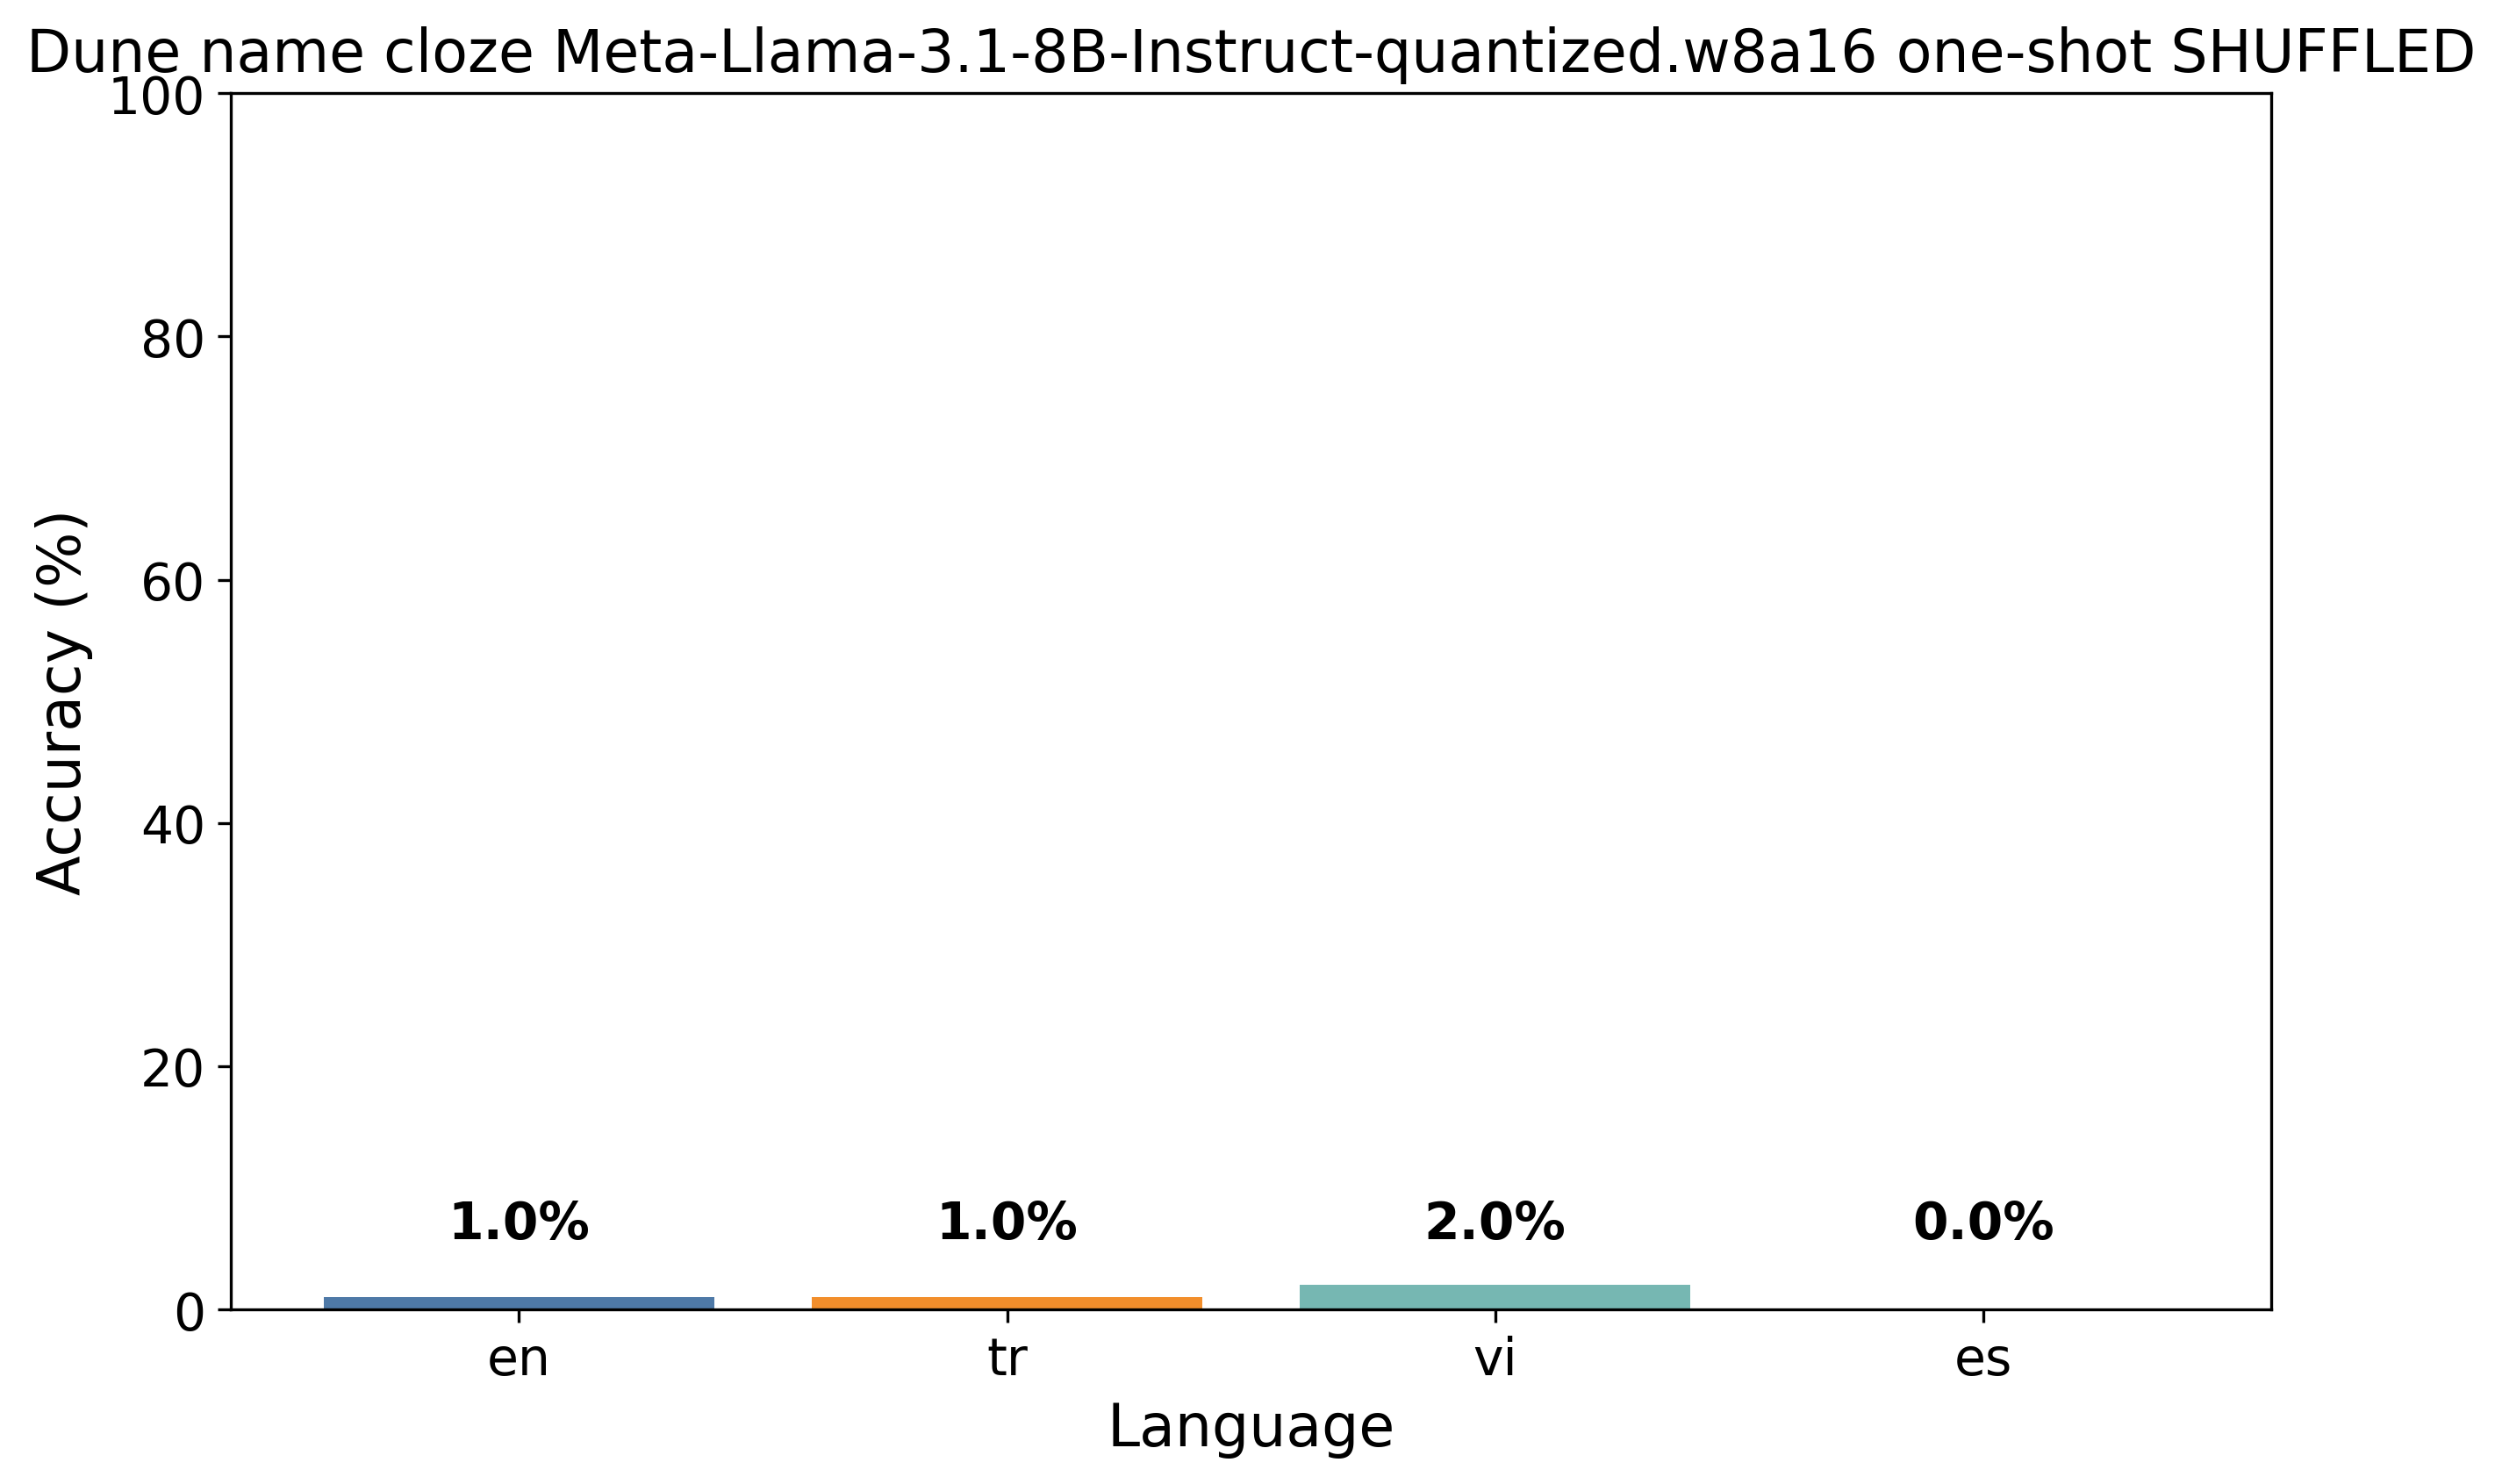 Dune name cloze Meta-Llama-3.1-8B-Instruct-quantized.w8a16 one-shot SHUFFLED
100
80
60
40
20
0
Accuracy (%)
1.0%
1.0%
2.0%
0.0%
en
tr
vi
es
Language